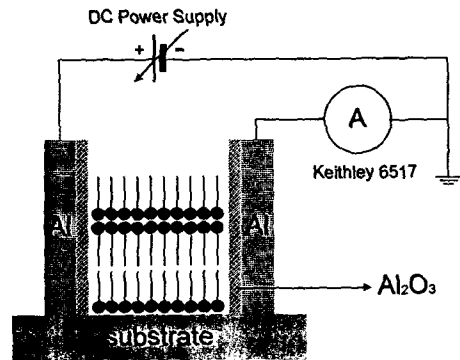 DC Power Supply
+ −
A
Keithley 6517
Al Al
Al₂O₃
substrate